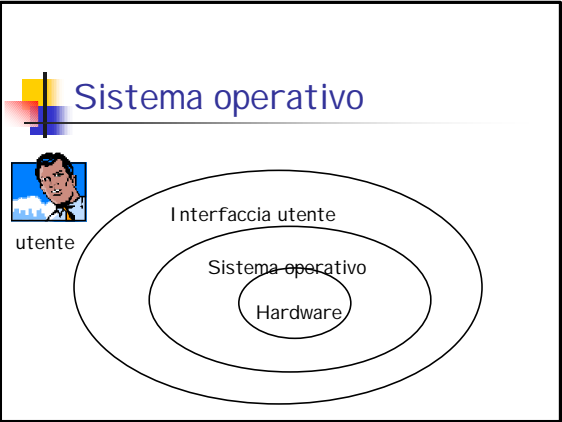 Sistema operativo
Interfaccia utente
utente
Sistema operativo
Hardware